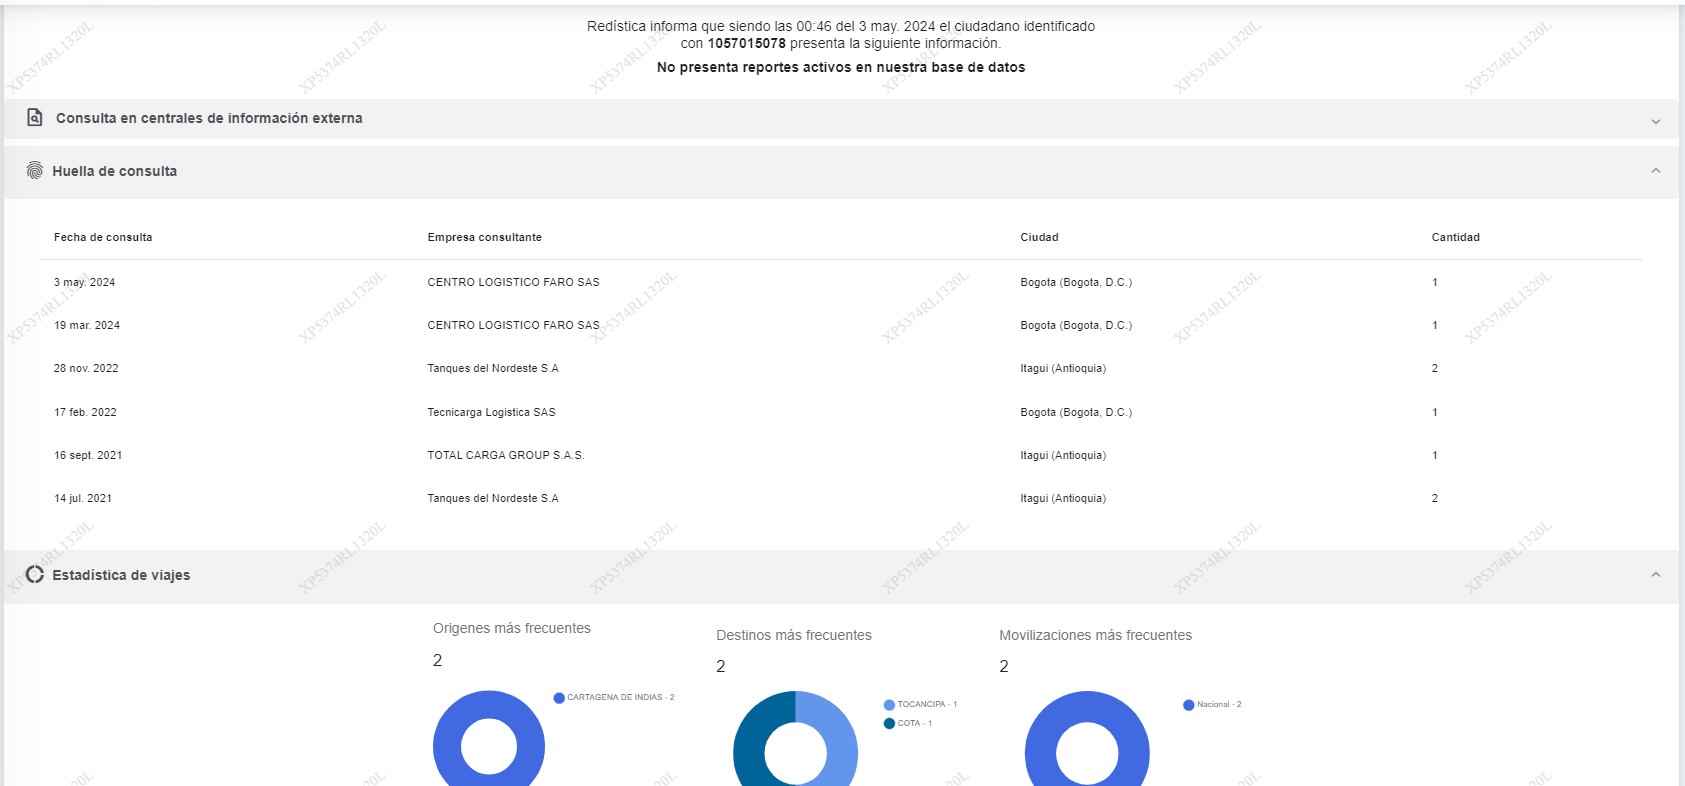 Redística informa que siendo las 00:46 del 3 may. 2024 el ciudadano identificado
con 1057015078 presenta la siguiente información.
No presenta reportes activos en nuestra base de datos
Consulta en centrales de información externa
Huella de consulta
Fecha de consulta Empresa consultante Ciudad Cantidad
3 may. 2024 CENTRO LOGISTICO FARO SAS Bogota (Bogota, D.C.) 1
19 mar. 2024 CENTRO LOGISTICO FARO SAS Bogota (Bogota, D.C.) 1
28 nov. 2022 Tanques del Nordeste S.A Itagui (Antioquia) 2
17 feb. 2022 Tecnicarga Logistica SAS Bogota (Bogota, D.C.) 1
16 sept. 2021 TOTAL CARGA GROUP S.A.S. Itagui (Antioquia) 1
14 jul. 2021 Tanques del Nordeste S.A Itagui (Antioquia) 2
Estadística de viajes
Origenes más frecuentes
2
CARTAGENA DE INDIAS - 2
Destinos más frecuentes
2
TOCANCIPA - 1
COTA - 1
Movilizaciones más frecuentes
2
Nacional - 2
XP5374RL1320L